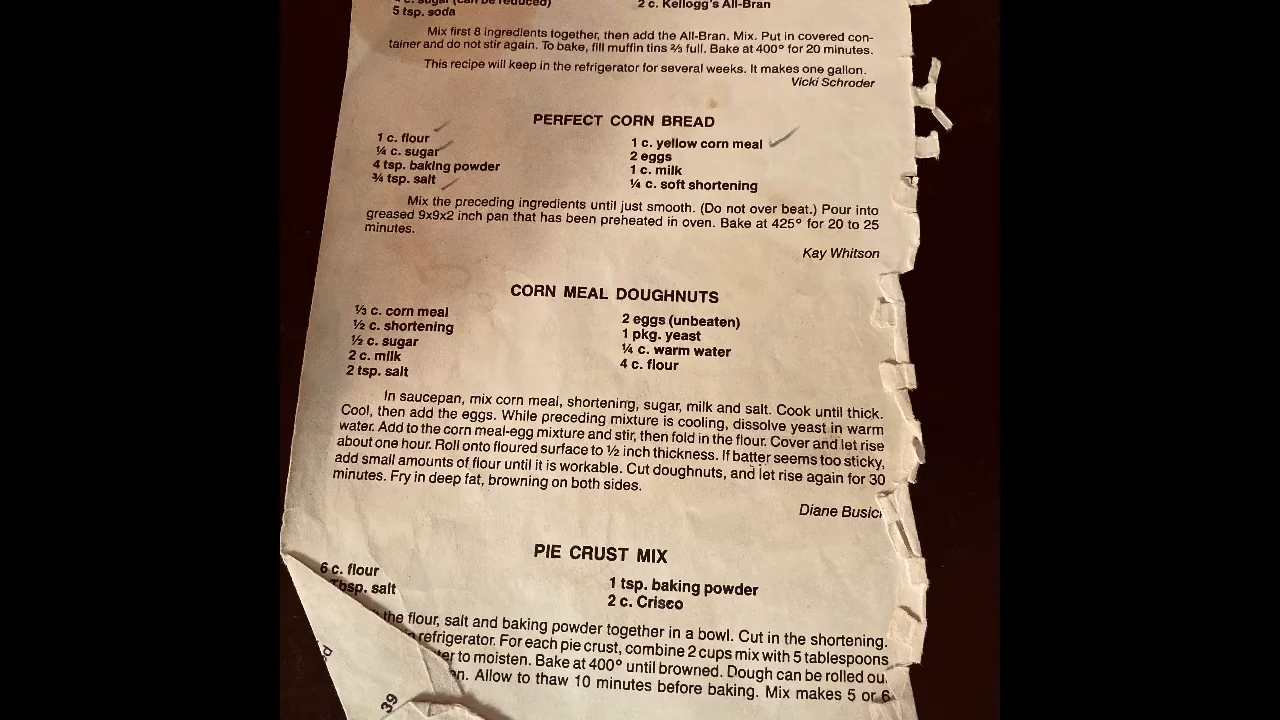 c. sugar (can be reduced)
2 c. Kellogg's All-Bran
5 tsp. soda
Mix first 8 ingredients together, then add the All-Bran. Mix. Put in covered con-
tainer and do not stir again. To bake, fill muffin tins ⅔ full. Bake at 400° for 20 minutes.
This recipe will keep in the refrigerator for several weeks. It makes one gallon.
Vicki Schroder
PERFECT CORN BREAD
1 c. flour
¼ c. sugar
4 tsp. baking powder
¾ tsp. salt
1 c. yellow corn meal
2 eggs
1 c. milk
¼ c. soft shortening
Mix the preceding ingredients until just smooth. (Do not over beat.) Pour into
greased 9x9x2 inch pan that has been preheated in oven. Bake at 425° for 20 to 25
minutes.
Kay Whitson
CORN MEAL DOUGHNUTS
⅓ c. corn meal
½ c. shortening
½ c. sugar
2 c. milk
2 tsp. salt
2 eggs (unbeaten)
1 pkg. yeast
¼ c. warm water
4 c. flour
In saucepan, mix corn meal, shortening, sugar, milk and salt. Cook until thick.
Cool, then add the eggs. While preceding mixture is cooling, dissolve yeast in warm
water. Add to the corn meal-egg mixture and stir, then fold in the flour. Cover and let rise
about one hour. Roll onto floured surface to ½ inch thickness. If batter seems too sticky,
add small amounts of flour until it is workable. Cut doughnuts, and let rise again for 30
minutes. Fry in deep fat, browning on both sides.
Diane Busic
PIE CRUST MIX
6 c. flour
Tbsp. salt
1 tsp. baking powder
2 c. Crisco
the flour, salt and baking powder together in a bowl. Cut in the shortening.
refrigerator. For each pie crust, combine 2 cups mix with 5 tablespoons
to moisten. Bake at 400° until browned. Dough can be rolled ou
Allow to thaw 10 minutes before baking. Mix makes 5 or 6
39